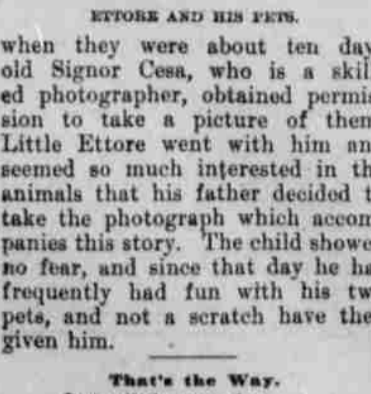 ETTORE AND HIS PETS.
when they were about ten day
old Signor Cesa, who is a skil
ed photographer, obtained permis
sion to take a picture of them
Little Ettore went with him an
seemed so much interested in th
animals that his father decided t
take the photograph which accom
panies this story. The child showe
no fear, and since that day he ha
frequently had fun with his tw
pets, and not a scratch have the
given him.
That's the Way.